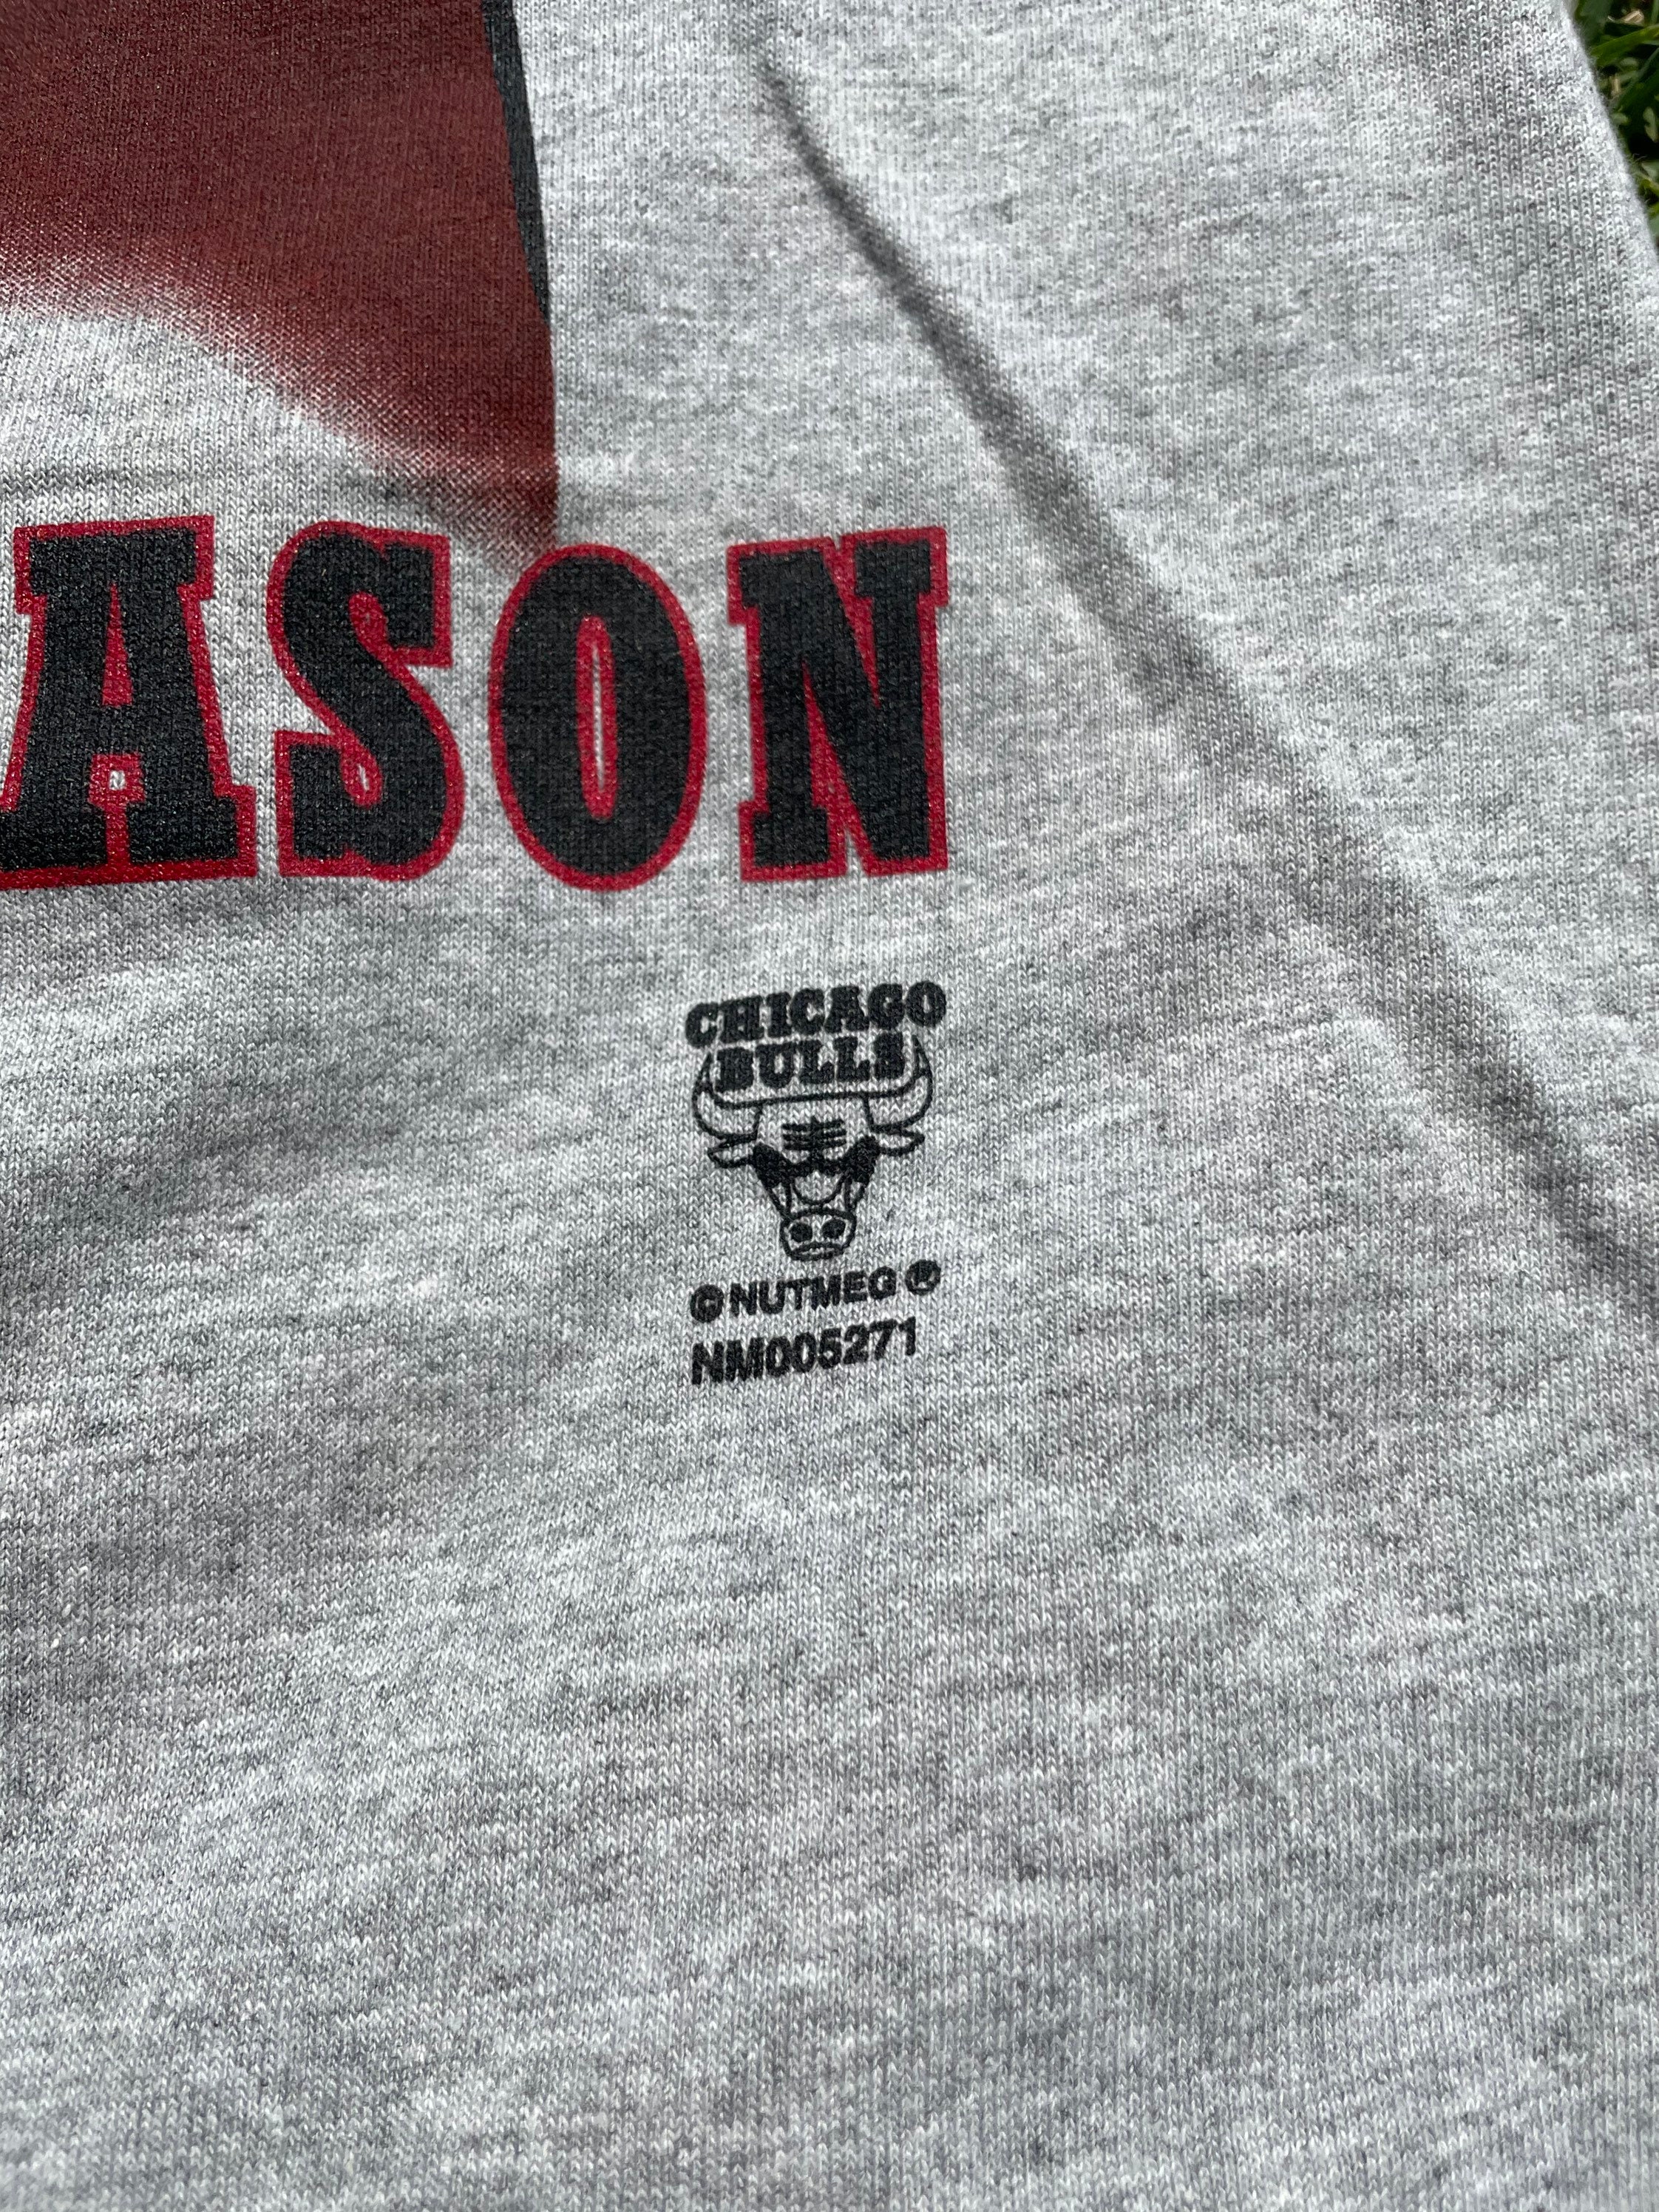 ASON
CHICAGO
BULLS
©NUTMEG®
NM005271